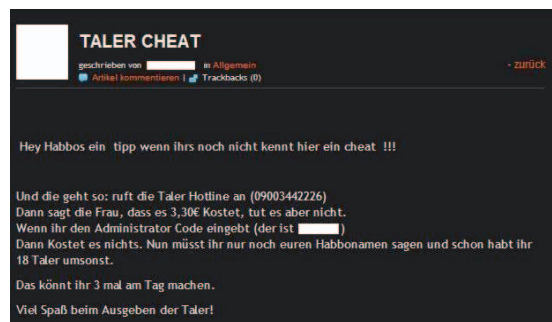 TALER CHEAT
geschrieben von in Allgemein
- zurück
Artikel kommentieren | Trackbacks (0)
Hey Habbos ein tipp wenn ihrs noch nicht kennt hier ein cheat !!!
Und die geht so: ruft die Taler Hotline an (09003442226)
Dann sagt die Frau, dass es 3,30€ Kostet, tut es aber nicht.
Wenn ihr den Administrator Code eingebt (der ist )
Dann Kostet es nichts. Nun müsst ihr nur noch euren Habbonamen sagen und schon habt ihr
18 Taler umsonst.
Das könnt ihr 3 mal am Tag machen.
Viel Spaß beim Ausgeben der Taler!